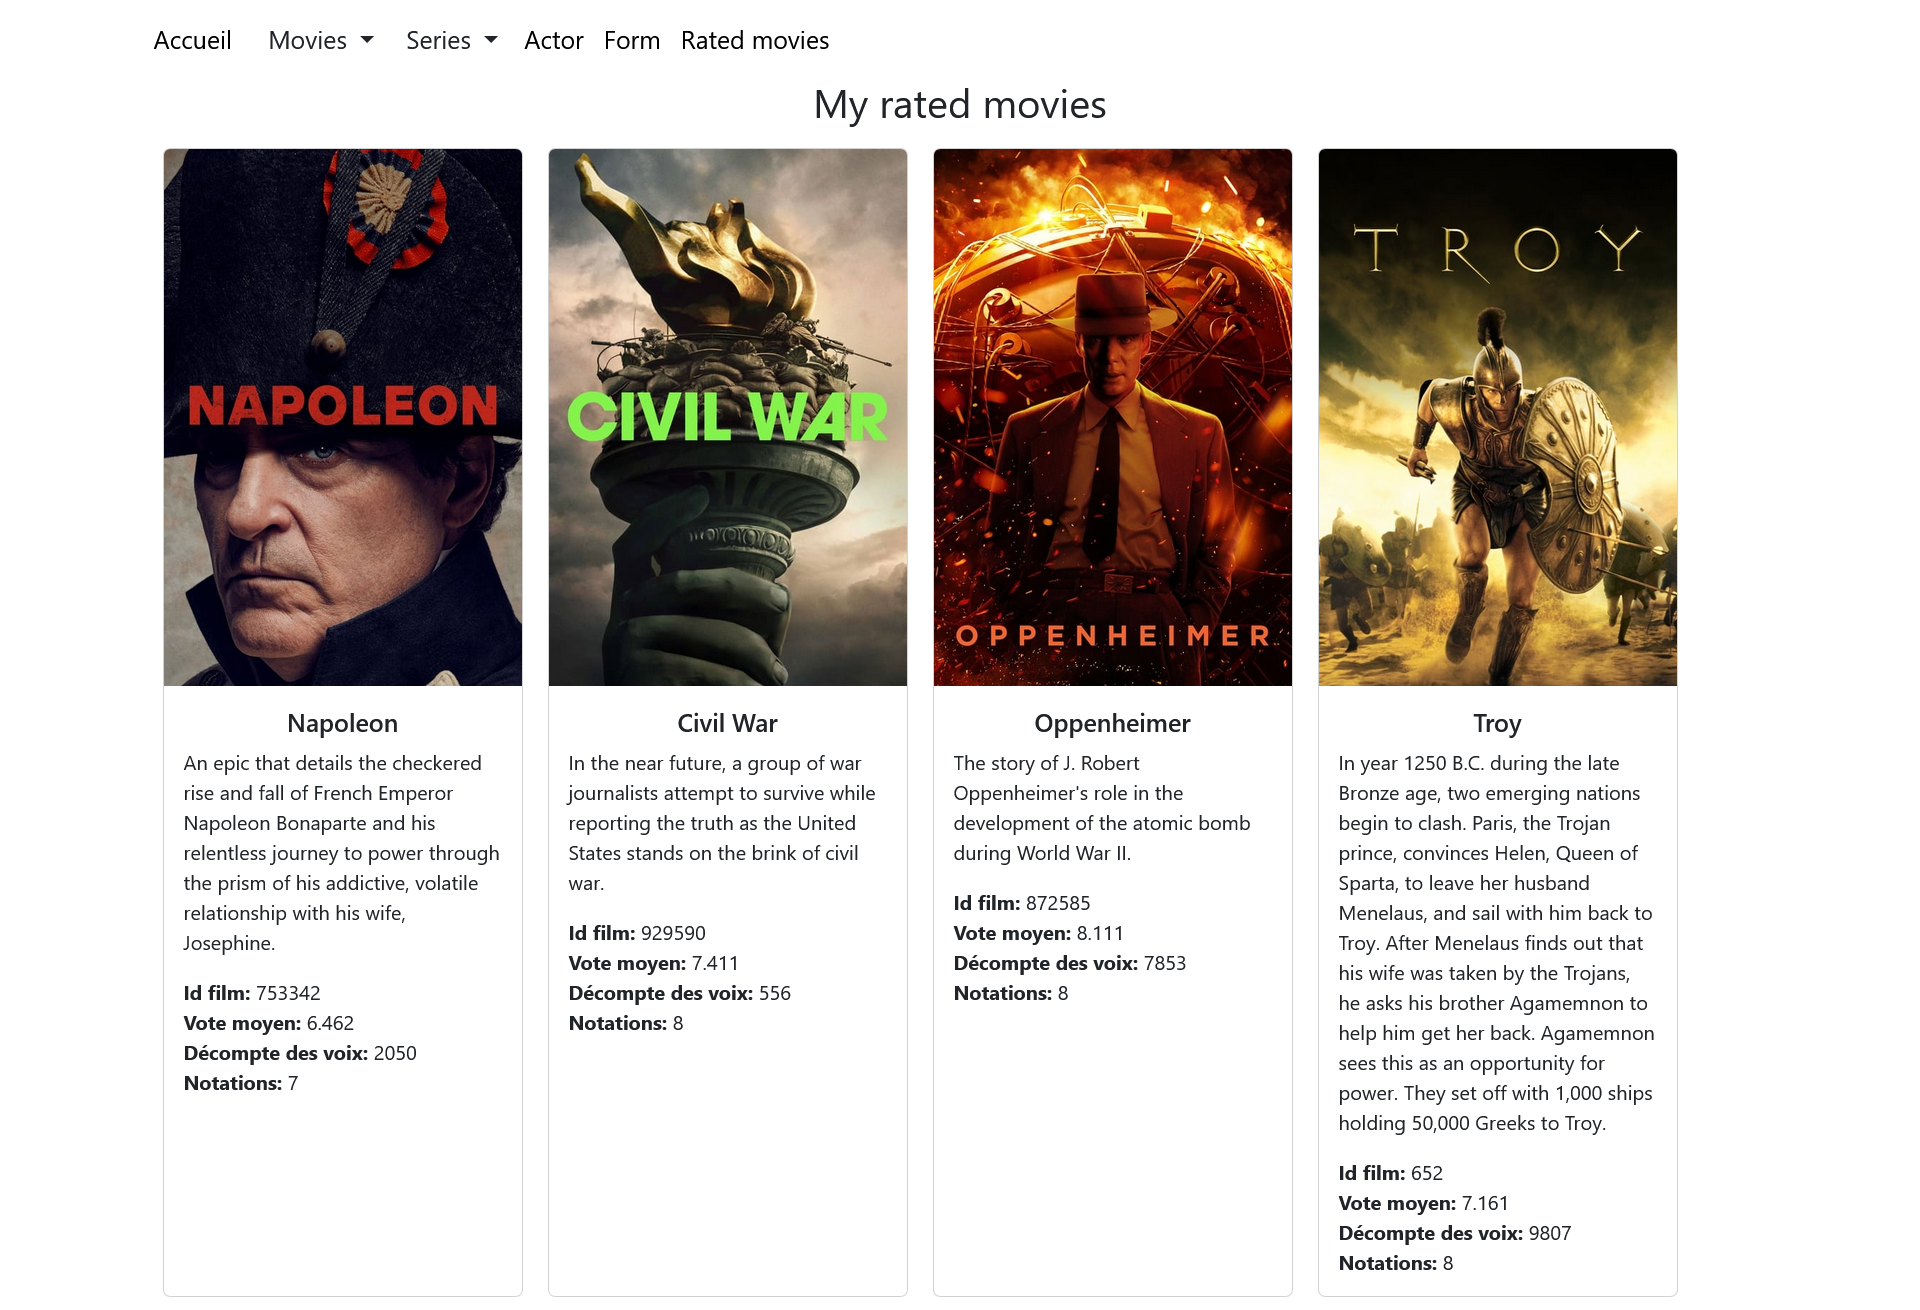 Accueil Movies Series Actor Form Rated movies
My rated movies
NAPOLEON
Napoleon
An epic that details the checkered
rise and fall of French Emperor
Napoleon Bonaparte and his
relentless journey to power through
the prism of his addictive, volatile
relationship with his wife,
Josephine.
Id film: 753342
Vote moyen: 6.462
Décompte des voix: 2050
Notations: 7
CIVIL WAR
Civil War
In the near future, a group of war
journalists attempt to survive while
reporting the truth as the United
States stands on the brink of civil
war.
Id film: 929590
Vote moyen: 7.411
Décompte des voix: 556
Notations: 8
OPPENHEIMER
Oppenheimer
The story of J. Robert
Oppenheimer's role in the
development of the atomic bomb
during World War II.
Id film: 872585
Vote moyen: 8.111
Décompte des voix: 7853
Notations: 8
TROY
Troy
In year 1250 B.C. during the late
Bronze age, two emerging nations
begin to clash. Paris, the Trojan
prince, convinces Helen, Queen of
Sparta, to leave her husband
Menelaus, and sail with him back to
Troy. After Menelaus finds out that
his wife was taken by the Trojans,
he asks his brother Agamemnon to
help him get her back. Agamemnon
sees this as an opportunity for
power. They set off with 1,000 ships
holding 50,000 Greeks to Troy.
Id film: 652
Vote moyen: 7.161
Décompte des voix: 9807
Notations: 8